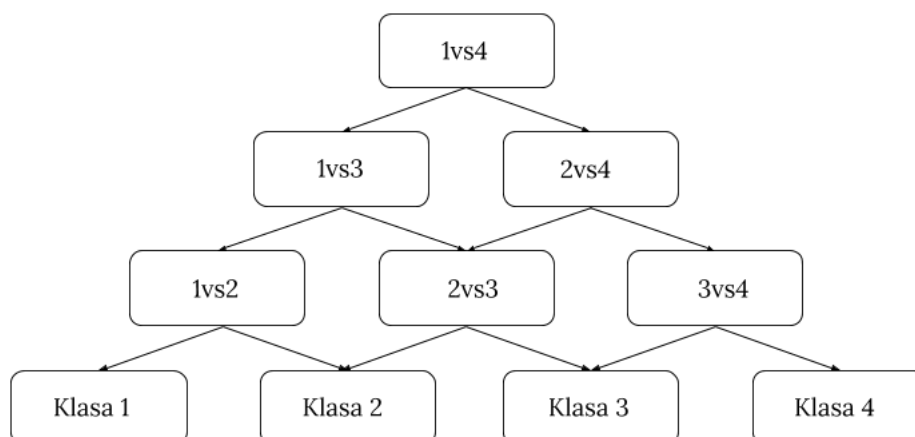 1vs4
1vs3
2vs4
1vs2
2vs3
3vs4
Klasa 1
Klasa 2
Klasa 3
Klasa 4